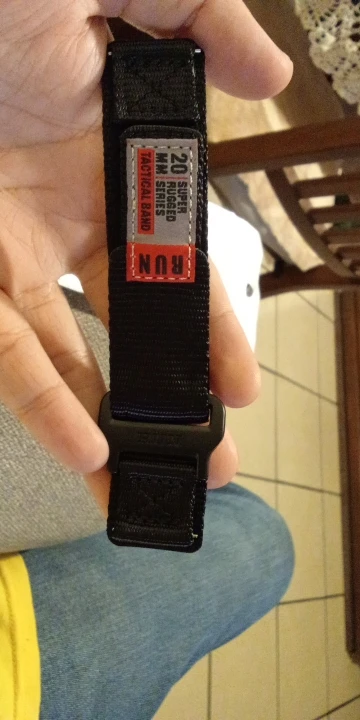 20 SUPER
RUGGED
MM SERIES
TACTICAL BAND
RUN